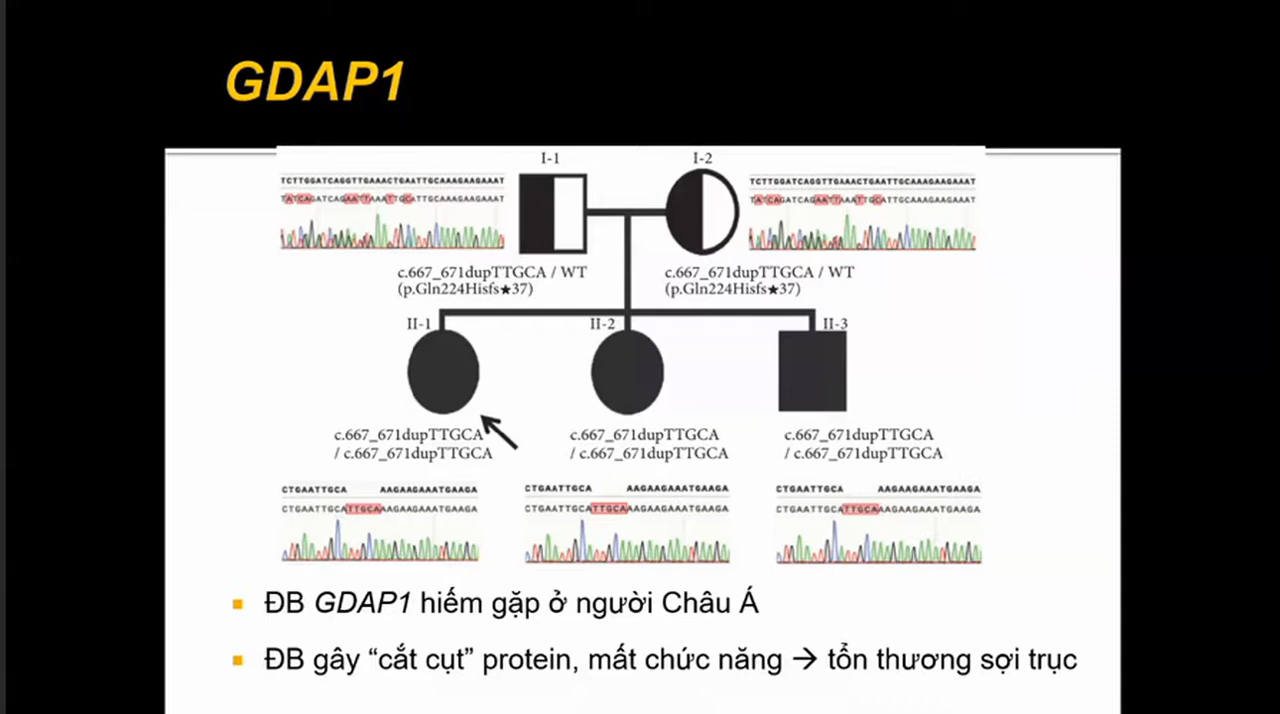 GDAP1
I-1
I-2
TCTTGGATCAGGTTGAAACTGAATTGCAAAGAAGAAAT
TATCAGATCAGAATTAAATTGCATTGCAAAGAAGAAAT
TCTTGGATCAGGTTGAAACTGAATTGCAAAGAAGAAAT
TATCAGATCAGAATTAAATTGCATTGCAAAGAAGAAAT
c.667_671dupTTGCA / WT
(p.Gln224Hisfs★37)
c.667_671dupTTGCA / WT
(p.Gln224Hisfs★37)
II-1
II-2
II-3
c.667_671dupTTGCA
/ c.667_671dupTTGCA
c.667_671dupTTGCA
/ c.667_671dupTTGCA
c.667_671dupTTGCA
/ c.667_671dupTTGCA
CTGAATTGCA AAGAAGAAATGAAGA
CTGAATTGCATTGCAAAGAAGAAATGAAGA
CTGAATTGCA AAGAAGAAATGAAGA
CTGAATTGCATTGCAAAGAAGAAATGAAGA
CTGAATTGCA AAGAAGAAATGAAGA
CTGAATTGCATTGCAAAGAAGAAATGAAGA
▪ ĐB GDAP1 hiếm gặp ở người Châu Á
▪ ĐB gây “cắt cụt” protein, mất chức năng → tổn thương sợi trục